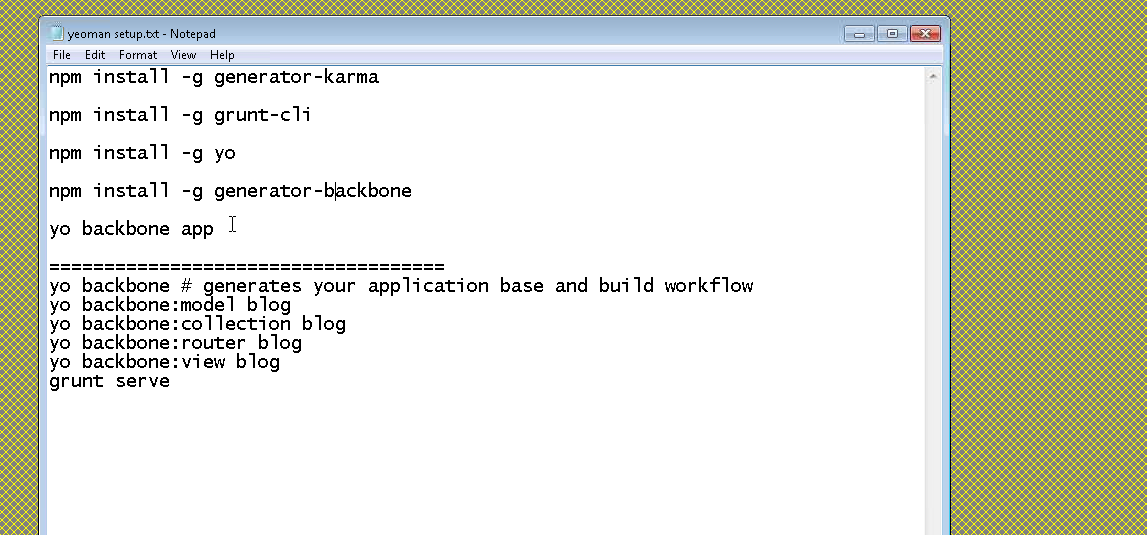 yeoman setup.txt - Notepad
File Edit Format View Help
npm install -g generator-karma
npm install -g grunt-cli
npm install -g yo
npm install -g generator-backbone
yo backbone app
====================================
yo backbone # generates your application base and build workflow
yo backbone:model blog
yo backbone:collection blog
yo backbone:router blog
yo backbone:view blog
grunt serve